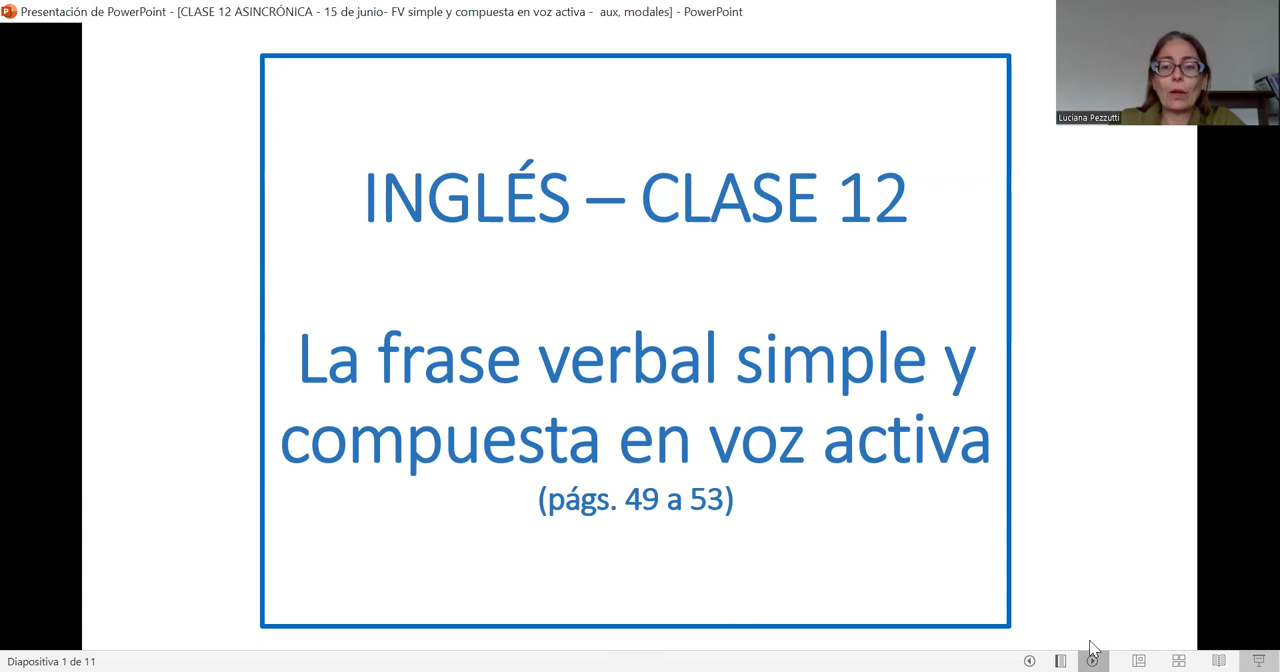 Presentación de PowerPoint - [CLASE 12 ASINCRÓNICA - 15 de junio- FV simple y compuesta en voz activa - aux, modales] - PowerPoint
Luciana Pezzutti
INGLÉS – CLASE 12
La frase verbal simple y
compuesta en voz activa
(págs. 49 a 53)
Diapositiva 1 de 11